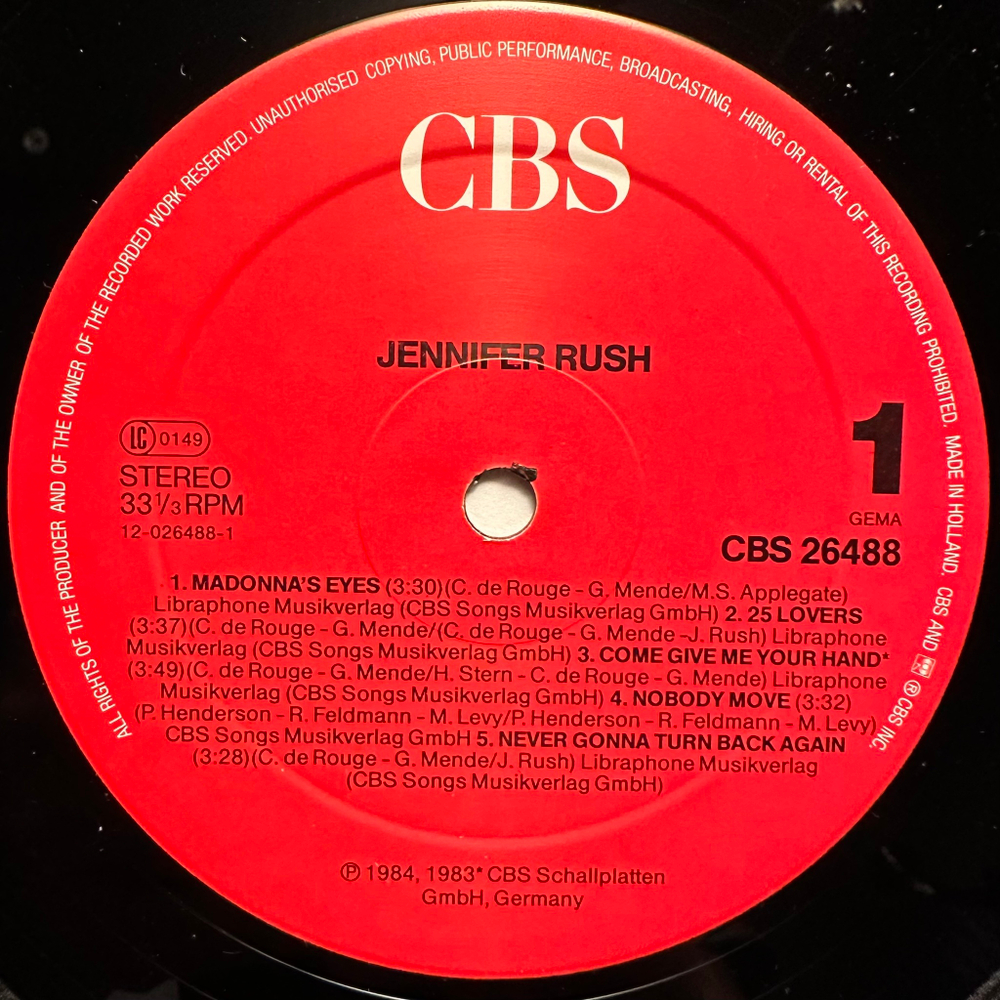 ALL RIGHTS OF THE PRODUCER AND OF THE OWNER OF THE RECORDED WORK RESERVED. UNAUTHORISED COPYING, PUBLIC PERFORMANCE, BROADCASTING, HIRING OR RENTAL OF THIS RECORDING PROHIBITED. MADE IN HOLLAND. CBS AND ® CBS INC.
CBS
JENNIFER RUSH
LC 0149
STEREO
33⅓ RPM
12-026488-1
1
GEMA
CBS 26488
1. MADONNA'S EYES (3:30)(C. de Rouge - G. Mende/M.S. Applegate)
Libraphone Musikverlag (CBS Songs Musikverlag GmbH) 2. 25 LOVERS
(3:37)(C. de Rouge - G. Mende/(C. de Rouge - G. Mende -J. Rush) Libraphone
Musikverlag (CBS Songs Musikverlag GmbH) 3. COME GIVE ME YOUR HAND*
(3:49)(C. de Rouge - G. Mende/H. Stern - C. de Rouge - G. Mende) Libraphone
Musikverlag (CBS Songs Musikverlag GmbH) 4. NOBODY MOVE (3:32)
(P. Henderson - R. Feldmann - M. Levy/P. Henderson - R. Feldmann - M. Levy)
CBS Songs Musikverlag GmbH 5. NEVER GONNA TURN BACK AGAIN
(3:28)(C. de Rouge - G. Mende/J. Rush) Libraphone Musikverlag
(CBS Songs Musikverlag GmbH)
℗ 1984, 1983* CBS Schallplatten
GmbH, Germany